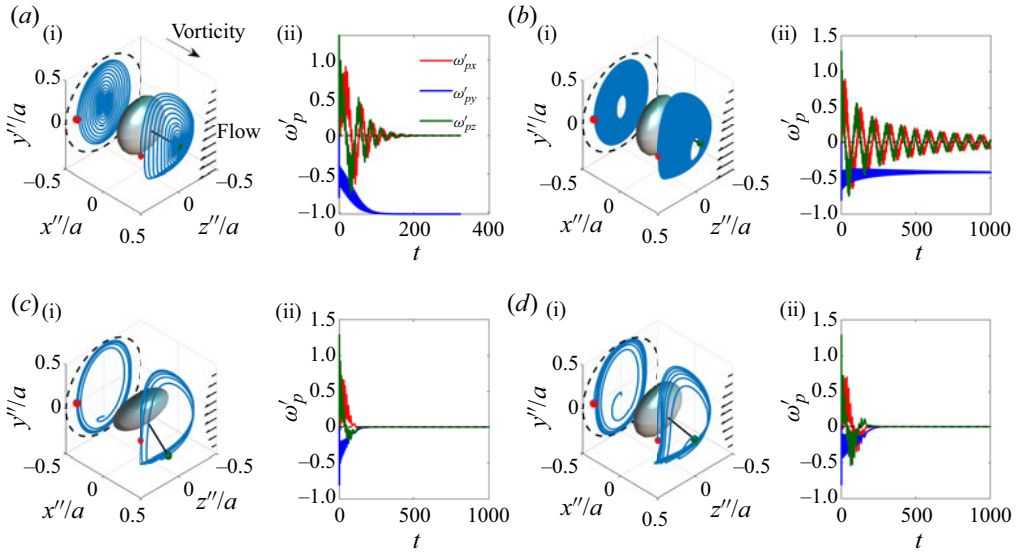 (a)
(i)
Vorticity
0.5
0
–0.5
y″/a
Flow
x″/a
0
0.5
z″/a
0
–0.5
(ii)
ω′px
ω′py
ω′pz
ω′p
1.0
0.5
0
–0.5
–1.0
0
200
400
t
(b)
(i)
0.5
0
–0.5
y″/a
x″/a
0
0.5
z″/a
0
–0.5
(ii)
ω′p
1.5
1.0
0.5
0
–0.5
–1.0
0
500
1000
t
(c)
(i)
0.5
0
–0.5
y″/a
x″/a
0
0.5
z″/a
0
–0.5
(ii)
ω′p
1.5
1.0
0.5
0
–0.5
–1.0
0
500
1000
t
(d)
(i)
0.5
0
–0.5
y″/a
x″/a
0
0.5
z″/a
0
–0.5
(ii)
ω′p
1.5
1.0
0.5
0
–0.5
–1.0
0
500
1000
t